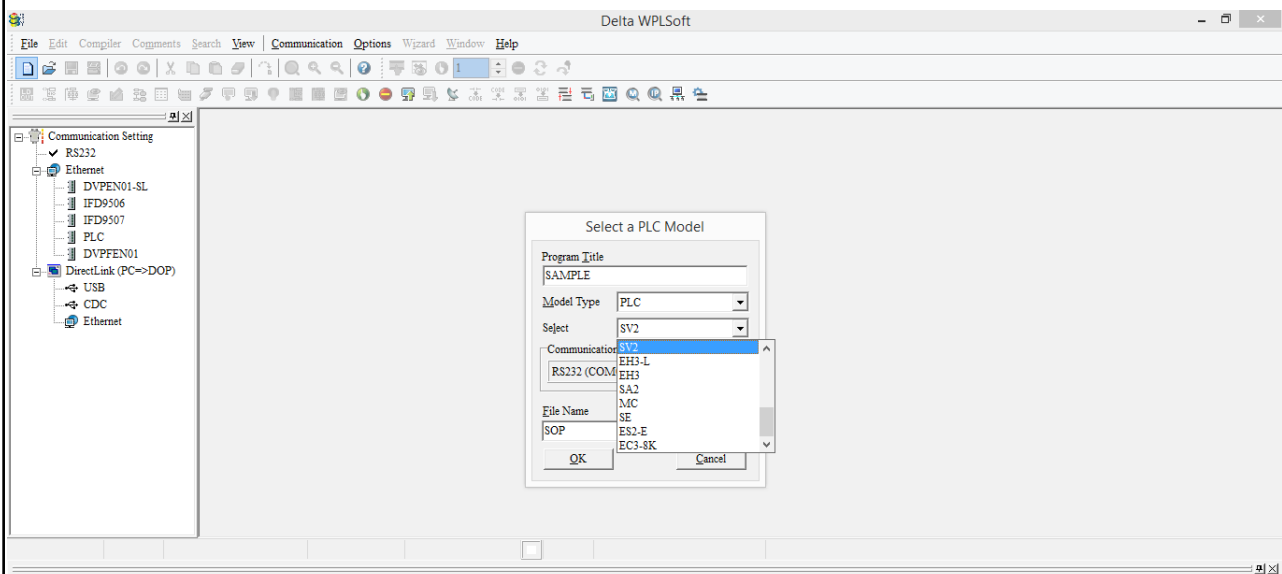 Delta WPLSoft
File Edit Compiler Comments Search View Communication Options Wizard Window Help
1
Communication Setting
RS232
Ethernet
DVPEN01-SL
IFD9506
IFD9507
PLC
DVPFEN01
DirectLink (PC=>DOP)
USB
CDC
Ethernet
Select a PLC Model
Program Title
SAMPLE
Model Type PLC
Select SV2
Communication
RS232 (COM
SV2
EH3-L
EH3
SA2
MC
SE
ES2-E
EC3-8K
File Name
SOP
OK Cancel